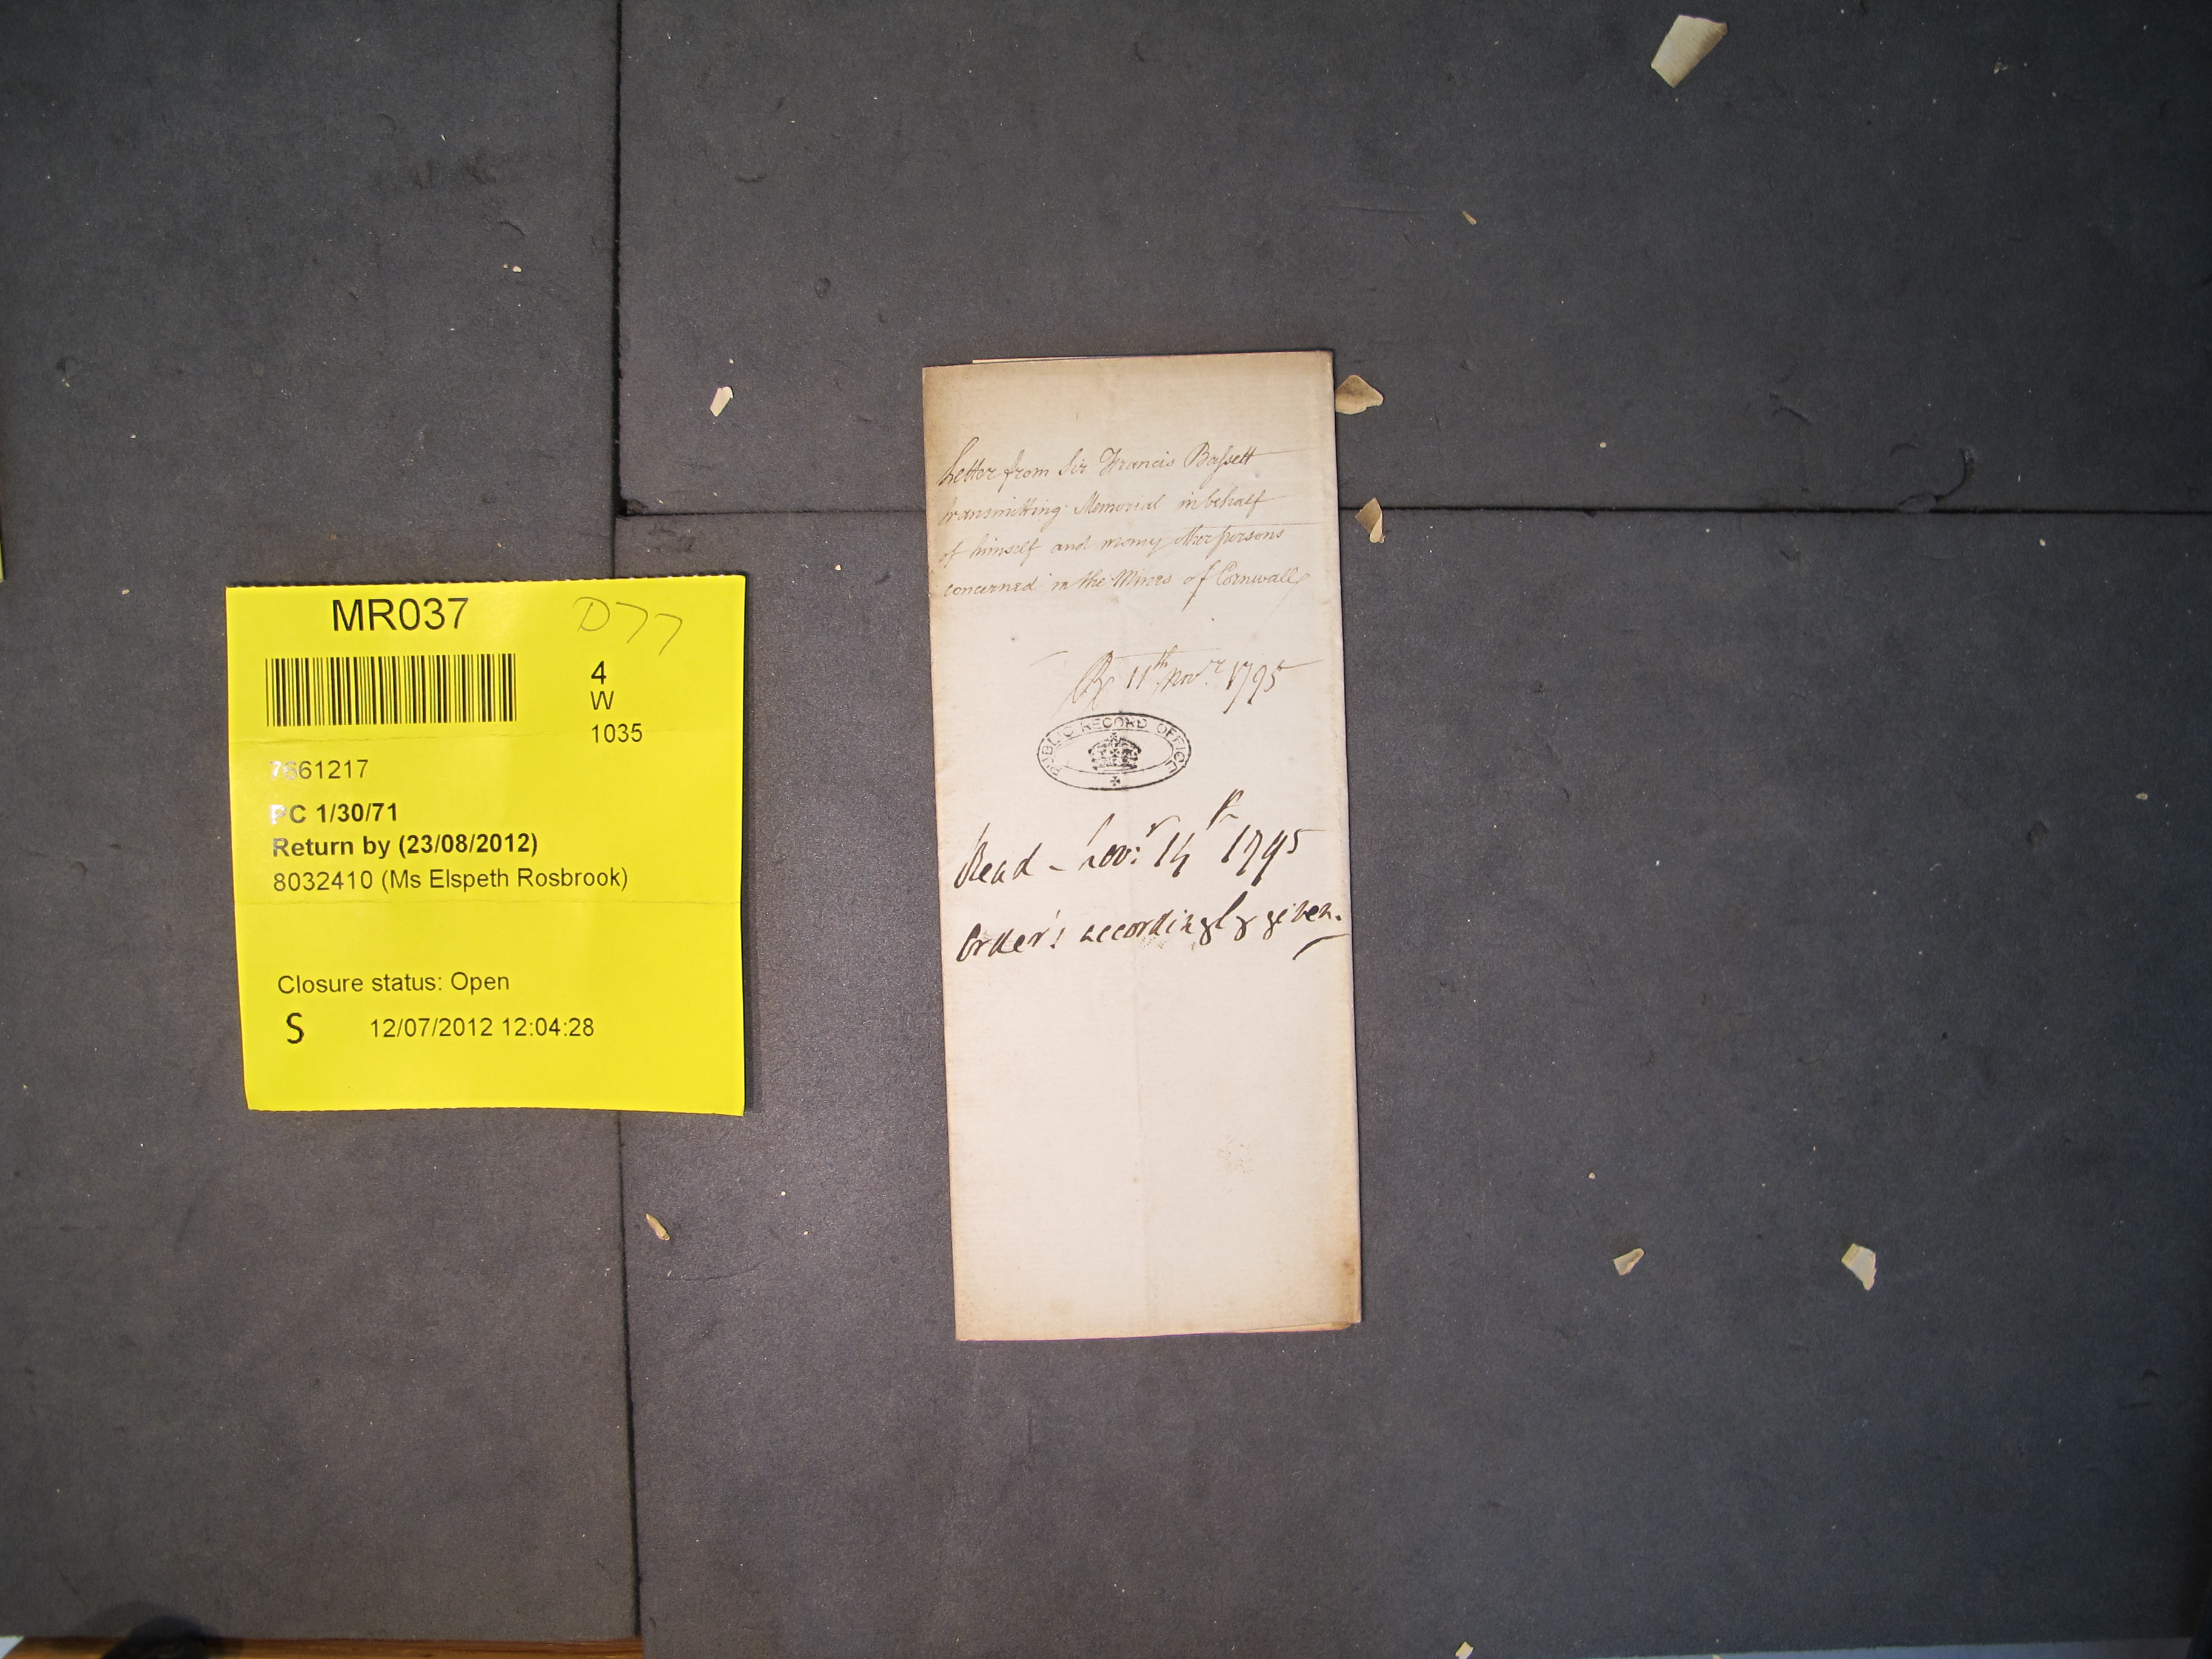 MR037
D77
4
W
1035
7661217
PC 1/30/71
Return by (23/08/2012)
8032410 (Ms Elspeth Rosbrook)
Closure status: Open
S 12/07/2012 12:04:28
Letter from Sir Francis Bassett
transmitting Memorial in behalf
of himself and many other persons
concerned in the Mines of Cornwall
11th Novr. 1795
PUBLIC RECORD OFFICE
Read - Novr. 14th 1795
Order's accordingly given.